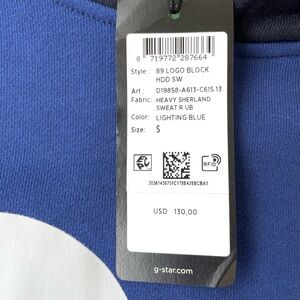 8 719772 287664
Style: 89 LOGO BLOCK
HDD SW
Art: D19858-A613-C615 13
Fabric: HEAVY SHERLAND
SWEAT R UB
Color: LIGHTING BLUE
Size: S
RFID
USD 130,00
g-star.com